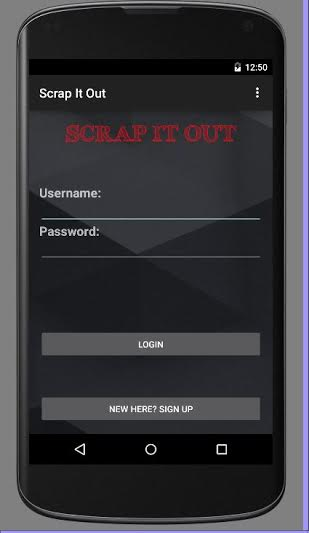 12:50
Scrap It Out
SCRAP IT OUT
Username:
Password:
LOGIN
NEW HERE? SIGN UP